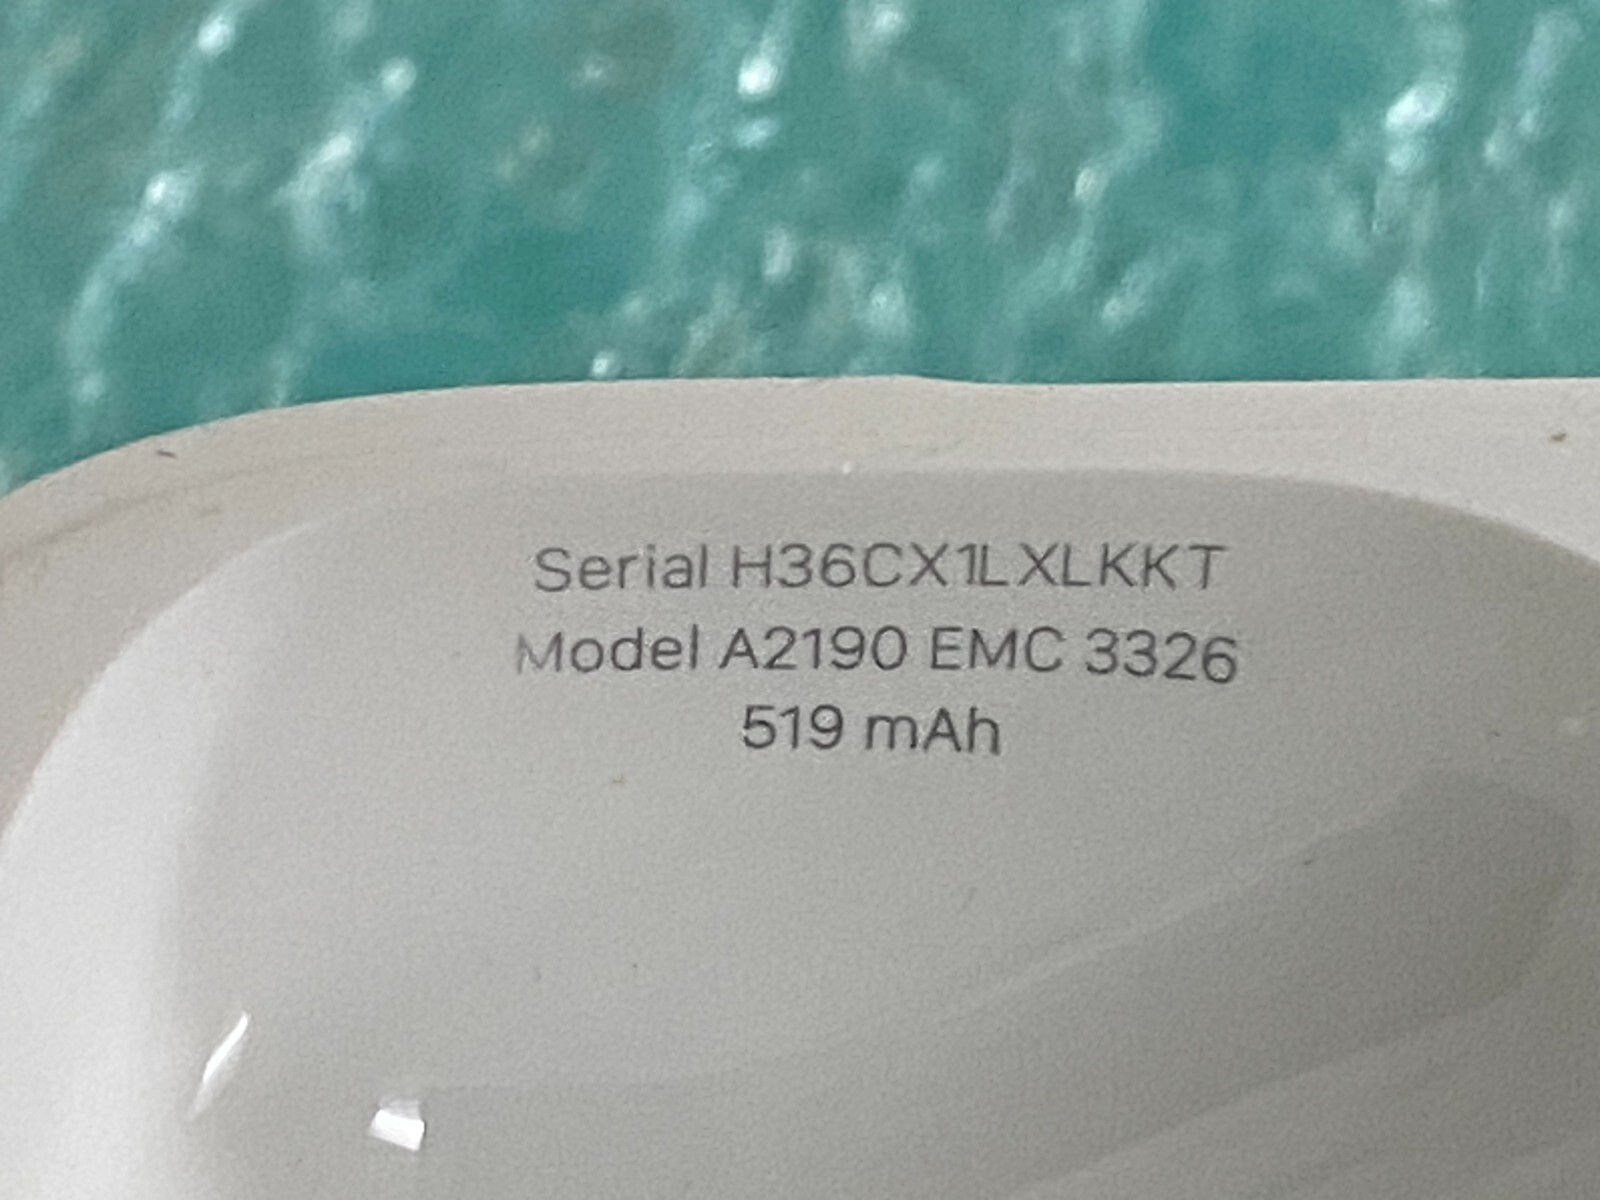 Serial H36CX1LXLKKT
Model A2190 EMC 3326
519 mAh